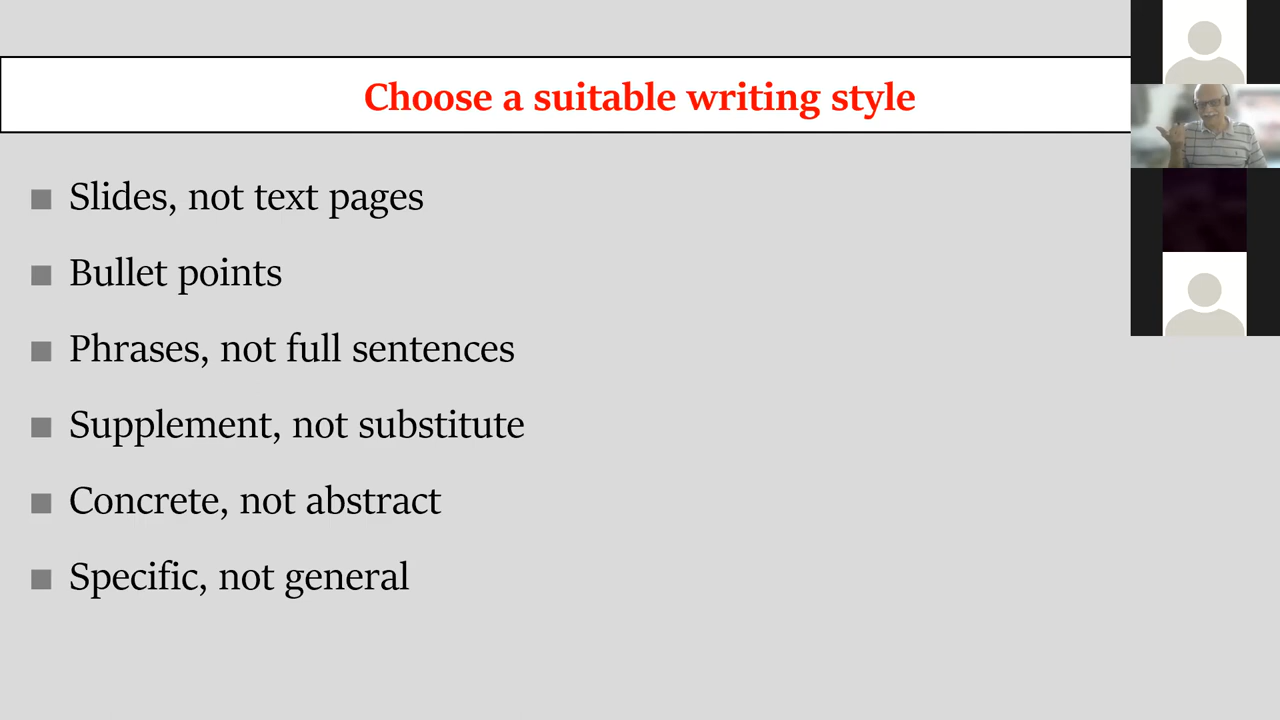 Choose a suitable writing style
Slides, not text pages
Bullet points
Phrases, not full sentences
Supplement, not substitute
Concrete, not abstract
Specific, not general